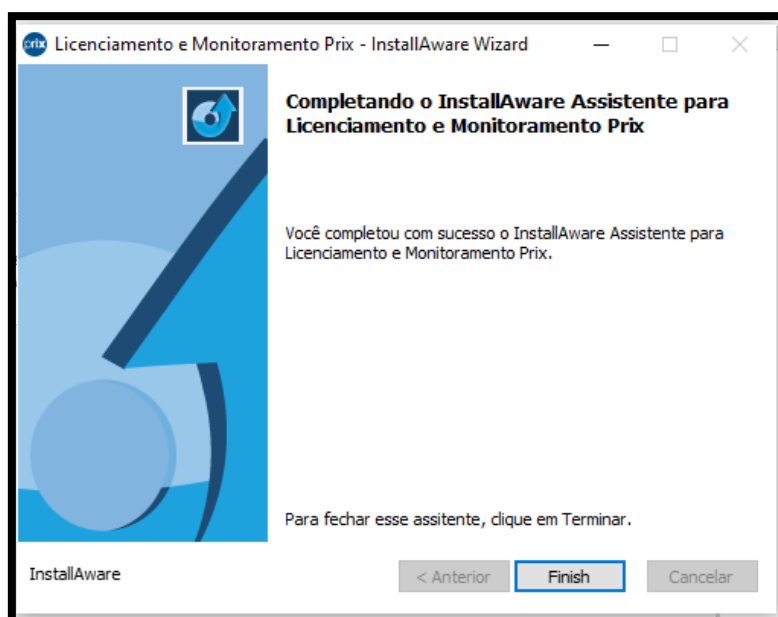 prix Licenciamento e Monitoramento Prix - InstallAware Wizard
Completando o InstallAware Assistente para
Licenciamento e Monitoramento Prix
Você completou com sucesso o InstallAware Assistente para
Licenciamento e Monitoramento Prix.
Para fechar esse assitente, clique em Terminar.
InstallAware
< Anterior
Finish
Cancelar